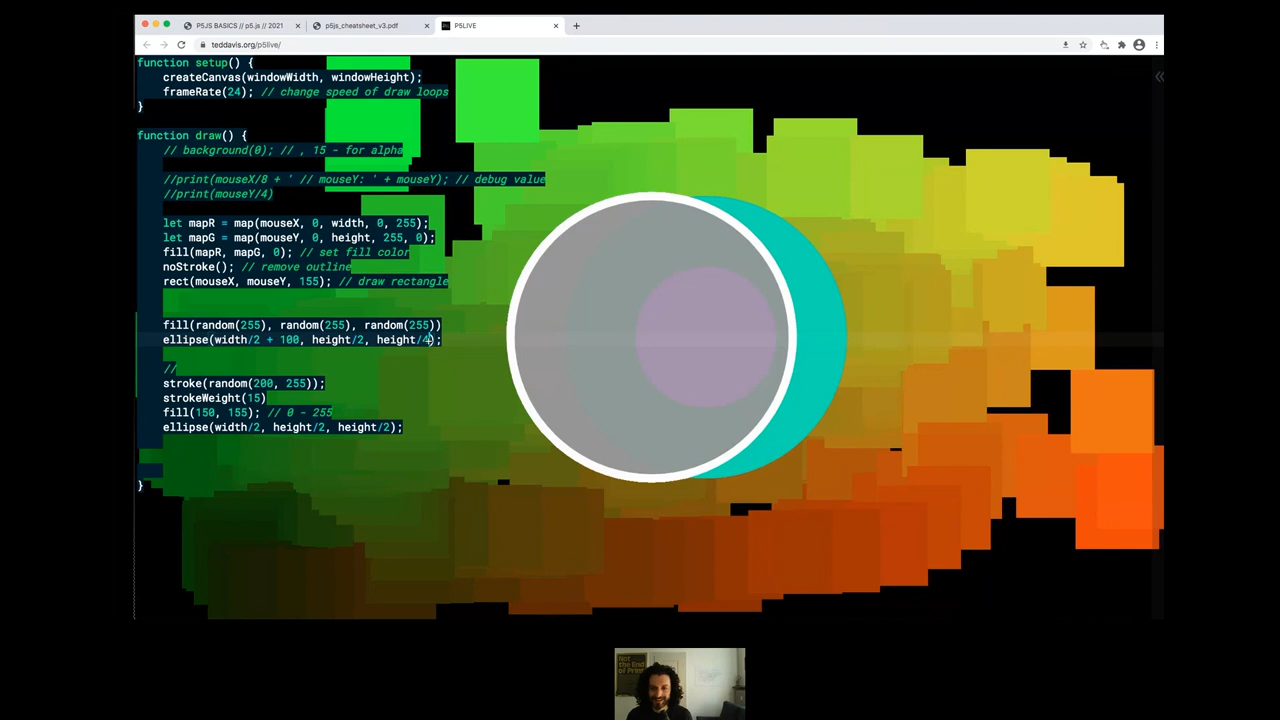 P5JS BASICS // p5.js // 2021
p5js_cheatsheet_v3.pdf
P5LIVE
teddavis.org/p5live/
function setup() {
createCanvas(windowWidth, windowHeight);
frameRate(24); // change speed of draw loops
}
function draw() {
// background(0); // , 15 - for alpha
//print(mouseX/8 + ' // mouseY: ' + mouseY); // debug value
//print(mouseY/4)
let mapR = map(mouseX, 0, width, 0, 255);
let mapG = map(mouseY, 0, height, 255, 0);
fill(mapR, mapG, 0); // set fill color
noStroke(); // remove outline
rect(mouseX, mouseY, 155); // draw rectangle
fill(random(255), random(255), random(255))
ellipse(width/2 + 100, height/2, height/4);
//
stroke(random(200, 255));
strokeWeight(15)
fill(150, 155); // 0 - 255
ellipse(width/2, height/2, height/2);
}
Not
the End
of Print